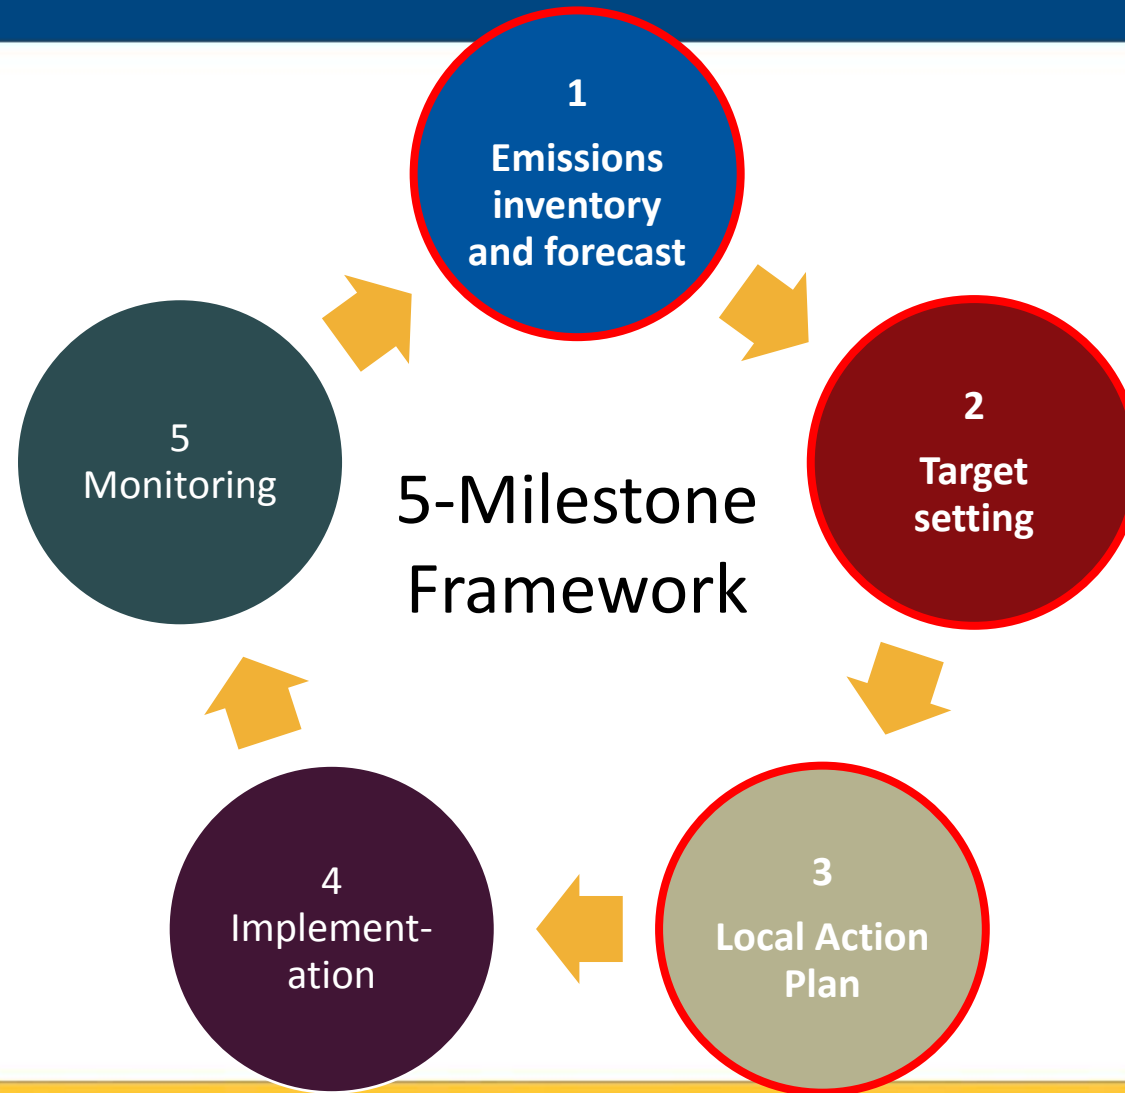 1
Emissions
inventory
and forecast
2
Target
setting
3
Local Action
Plan
4
Implement-
ation
5
Monitoring
5-Milestone
Framework